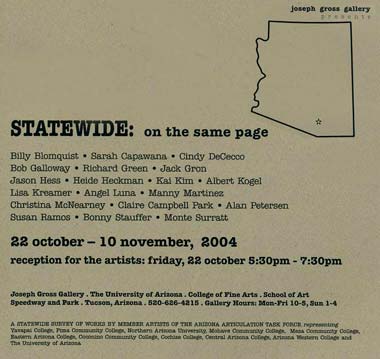 joseph gross gallery
presents
STATEWIDE: on the same page
Billy Blomquist • Sarah Capawana • Cindy DeCecco
Bob Galloway • Richard Green • Jack Gron
Jason Hess • Heide Heckman • Kai Kim • Albert Kogel
Lisa Kreamer • Angel Luna • Manny Martinez
Christina McNearney • Claire Campbell Park • Alan Petersen
Susan Ramos • Bonny Stauffer • Monte Surratt
22 october – 10 november, 2004
reception for the artists: friday, 22 october 5:30pm - 7:30pm
Joseph Gross Gallery . The University of Arizona . College of Fine Arts . School of Art
Speedway and Park . Tucson, Arizona . 520-626-4215 . Gallery Hours: Mon-Fri 10-5, Sun 1-4
A STATEWIDE SURVEY OF WORKS BY MEMBER ARTISTS OF THE ARIZONA ARTICULATION TASK FORCE, representing
Yavapai College, Pima Community College, Northern Arizona University, Mohave Community College, Mesa Community College,
Eastern Arizona College, Coconino Community College, Cochise College, Central Arizona College, Arizona Western College and
The University of Arizona